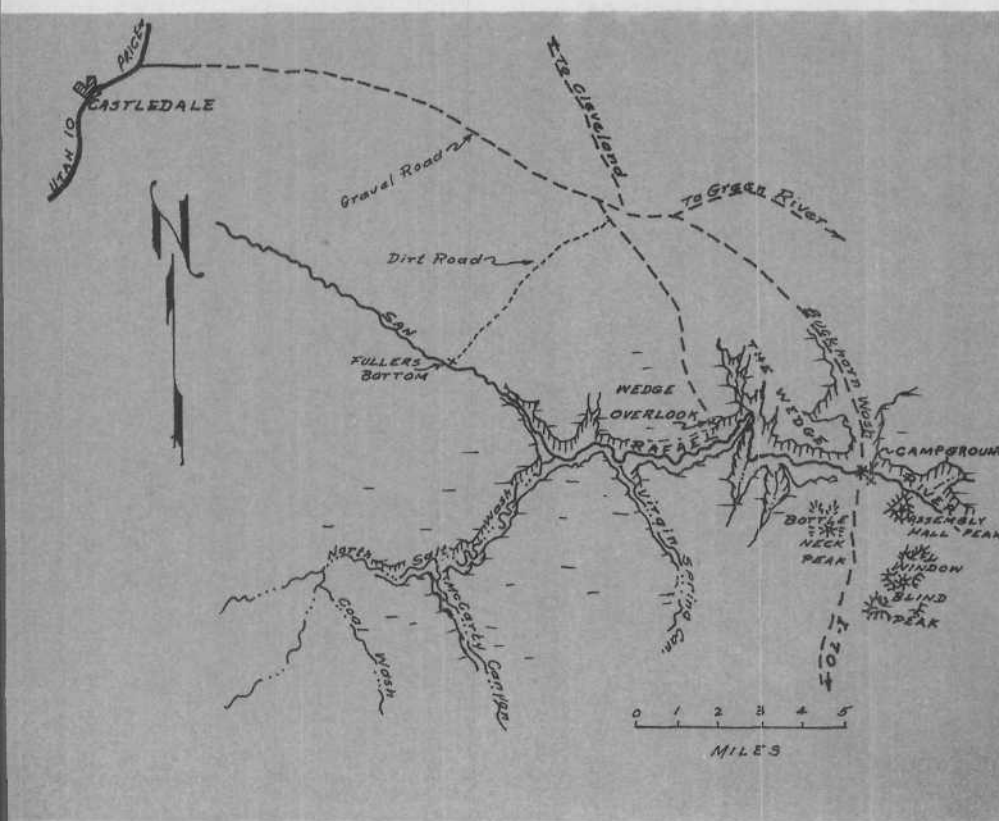 PRICE
CASTLEDALE
UTAH 10
To Cleveland
Gravel Road
To Green River
N
Dirt Road
SAN
FULLERS
BOTTOM
Buckhorn Wash
THE WEDGE
WEDGE
OVERLOOK
RAFAEL
CAMPGROUND
RIVER
ASSEMBLY
HALL PEAK
BOTTLE
NECK
PEAK
WINDOW
BLIND
PEAK
North Salt Wash
Virgin Spring Can.
McCarty Canyon
Coal Wash
I-70
0 1 2 3 4 5
MILES